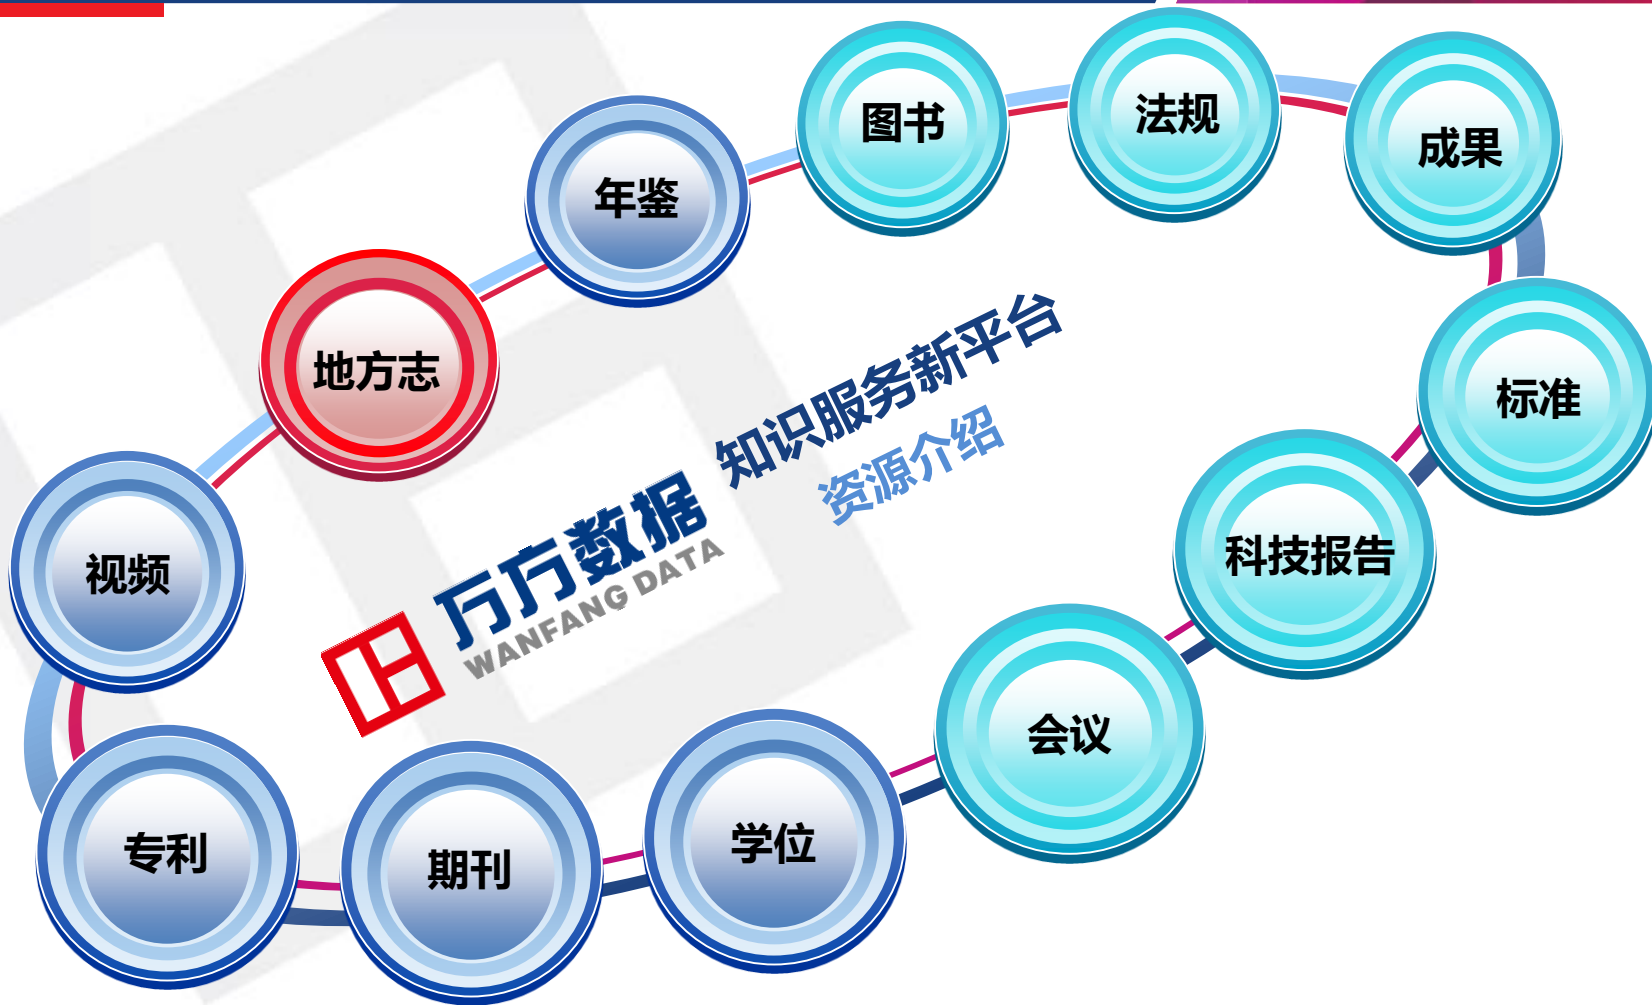 图书
法规
成果
年鉴
地方志
标准
知识服务新平台
资源介绍
万方数据
WANFANG DATA
视频
科技报告
会议
专利
期刊
学位